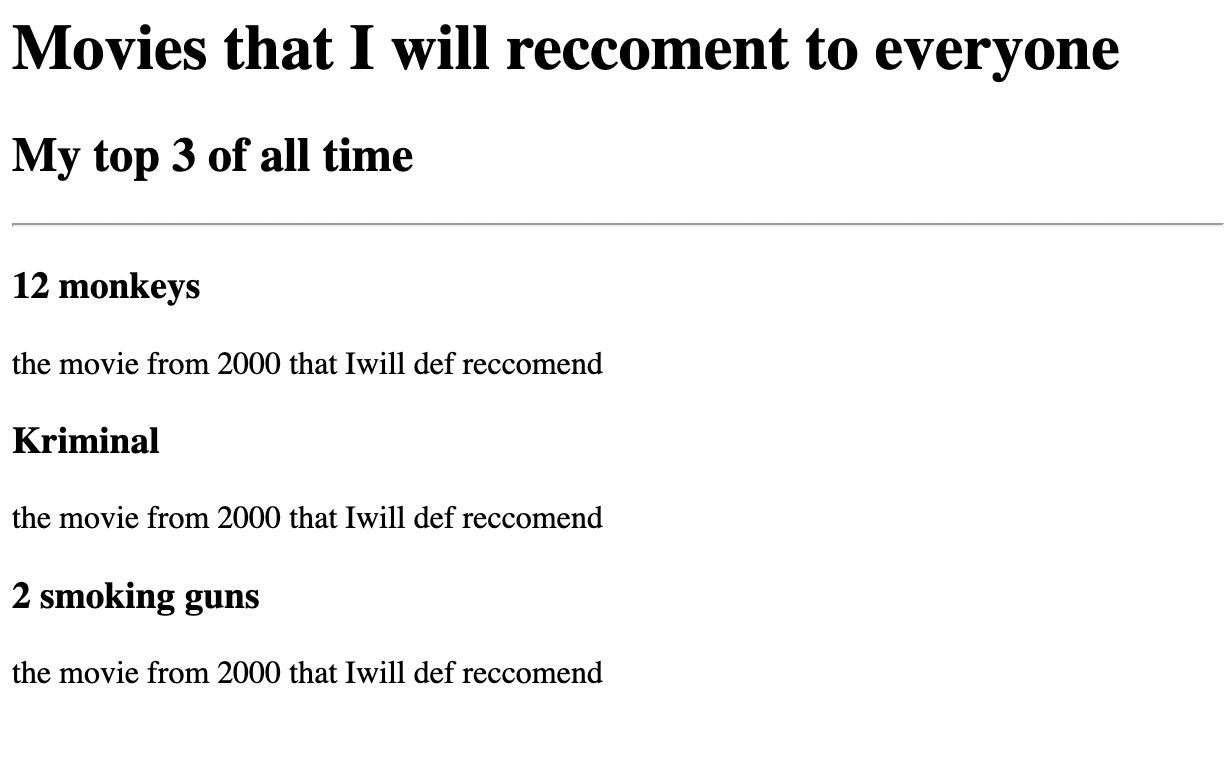 Movies that I will reccoment to everyone
My top 3 of all time
12 monkeys
the movie from 2000 that Iwill def reccomend
Kriminal
the movie from 2000 that Iwill def reccomend
2 smoking guns
the movie from 2000 that Iwill def reccomend